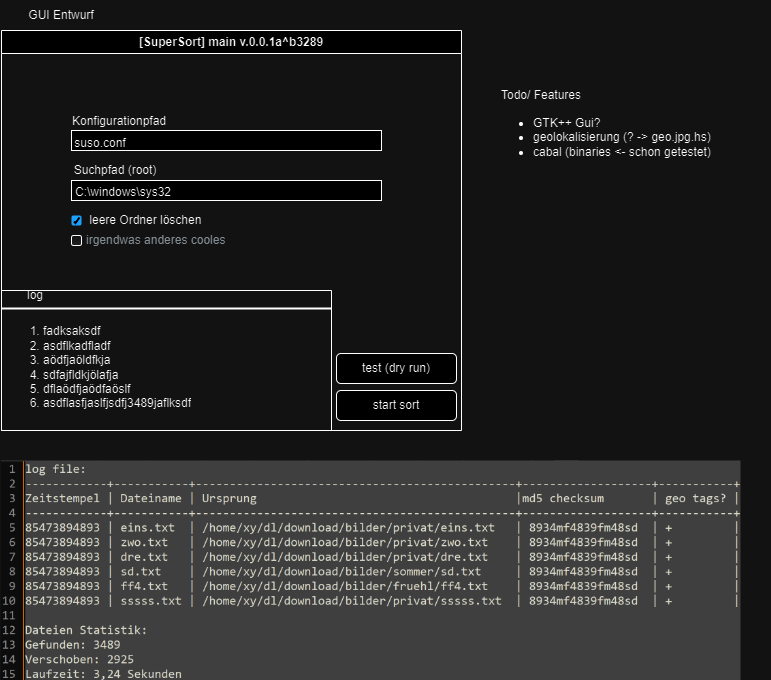 GUI Entwurf
[SuperSort] main v.0.0.1a^b3289
Konfigurationpfad
suso.conf
Suchpfad (root)
C:\windows\sys32
leere Ordner löschen
irgendwas anderes cooles
log
1. fadksaksdf
2. asdflkadfladf
3. aödfjaöldfkja
4. sdfajfldkjölafja
5. dflaödfjaödfaöslf
6. asdflasfjaslfjsdfj3489jaflksdf
test (dry run)
start sort
Todo/ Features
• GTK++ Gui?
• geolokalisierung (? -> geo.jpg.hs)
• cabal (binaries <- schon getestet)
1 log file:
2 -----------+----------+-------------------------------------------+------------------+----------+
3 Zeitstempel | Dateiname | Ursprung |md5 checksum | geo tags? |
4 -----------+----------+-------------------------------------------+------------------+----------+
5 85473894893 | eins.txt | /home/xy/dl/download/bilder/privat/eins.txt | 8934mf4839fm48sd | + |
6 85473894893 | zwo.txt | /home/xy/dl/download/bilder/privat/zwo.txt | 8934mf4839fm48sd | + |
7 85473894893 | dre.txt | /home/xy/dl/download/bilder/privat/dre.txt | 8934mf4839fm48sd | + |
8 85473894893 | sd.txt | /home/xy/dl/download/bilder/sommer/sd.txt | 8934mf4839fm48sd | + |
9 85473894893 | ff4.txt | /home/xy/dl/download/bilder/fruehl/ff4.txt | 8934mf4839fm48sd | + |
10 85473894893 | sssss.txt | /home/xy/dl/download/bilder/privat/sssss.txt | 8934mf4839fm48sd | + |
11
12 Dateien Statistik:
13 Gefunden: 3489
14 Verschoben: 2925
15 Laufzeit: 3,24 Sekunden